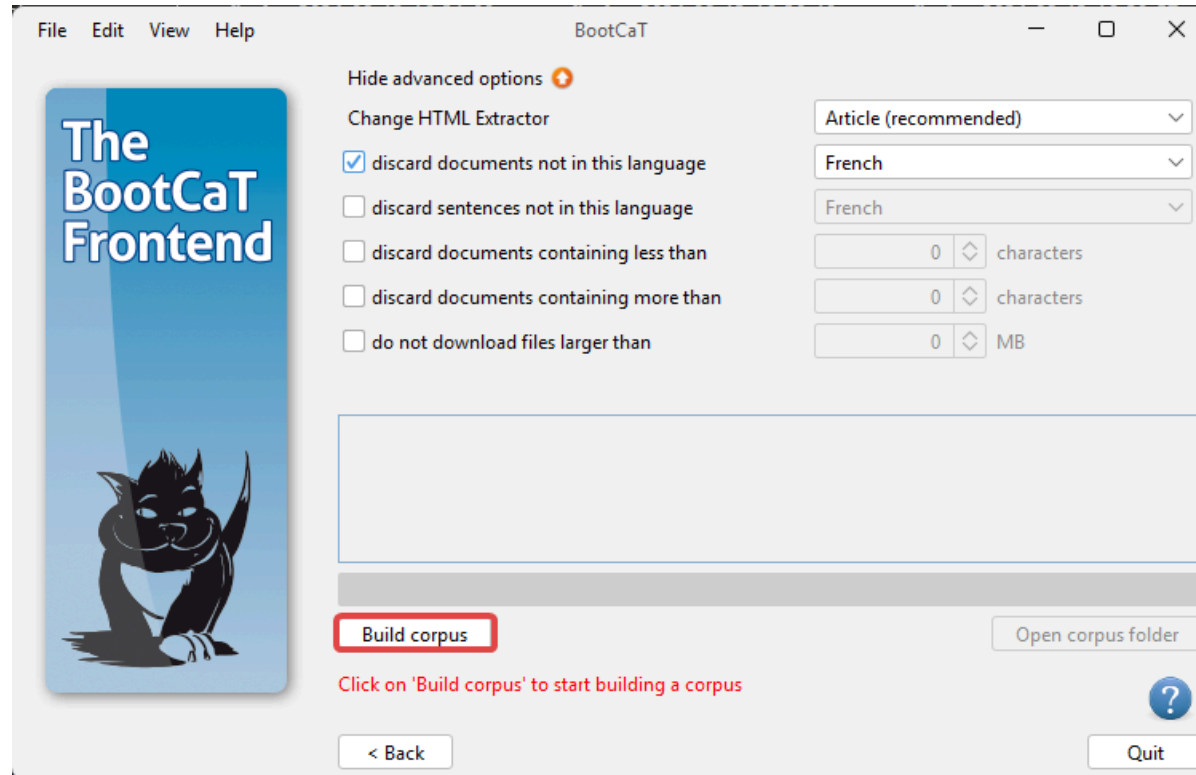 File Edit View Help BootCaT
The
BootCaT
Frontend
Hide advanced options
Change HTML Extractor Article (recommended)
discard documents not in this language French
discard sentences not in this language French
discard documents containing less than 0 characters
discard documents containing more than 0 characters
do not download files larger than 0 MB
Build corpus Open corpus folder
Click on 'Build corpus' to start building a corpus
?
< Back Quit